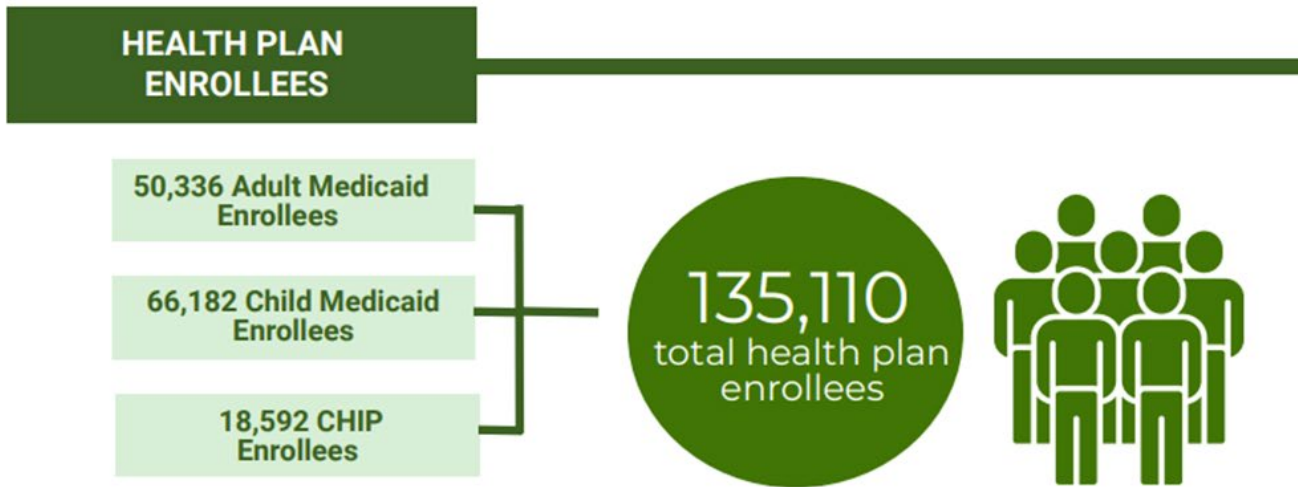 HEALTH PLAN
ENROLLEES
50,336 Adult Medicaid
Enrollees
66,182 Child Medicaid
Enrollees
18,592 CHIP
Enrollees
135,110
total health plan
enrollees